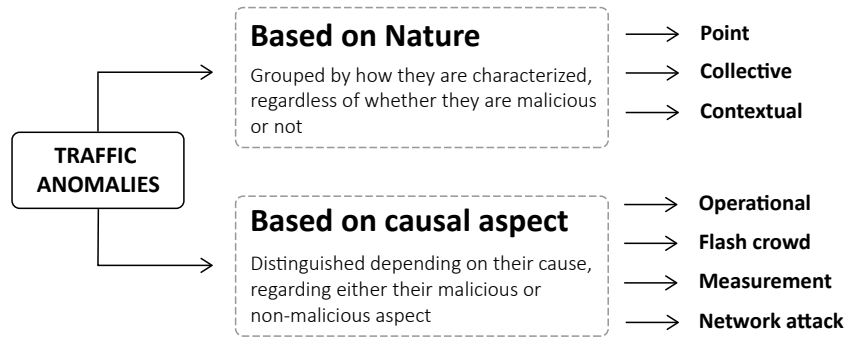 TRAFFIC
ANOMALIES
Based on Nature
Grouped by how they are characterized,
regardless of whether they are malicious
or not
Point
Collective
Contextual
Based on causal aspect
Distinguished depending on their cause,
regarding either their malicious or
non-malicious aspect
Operational
Flash crowd
Measurement
Network attack